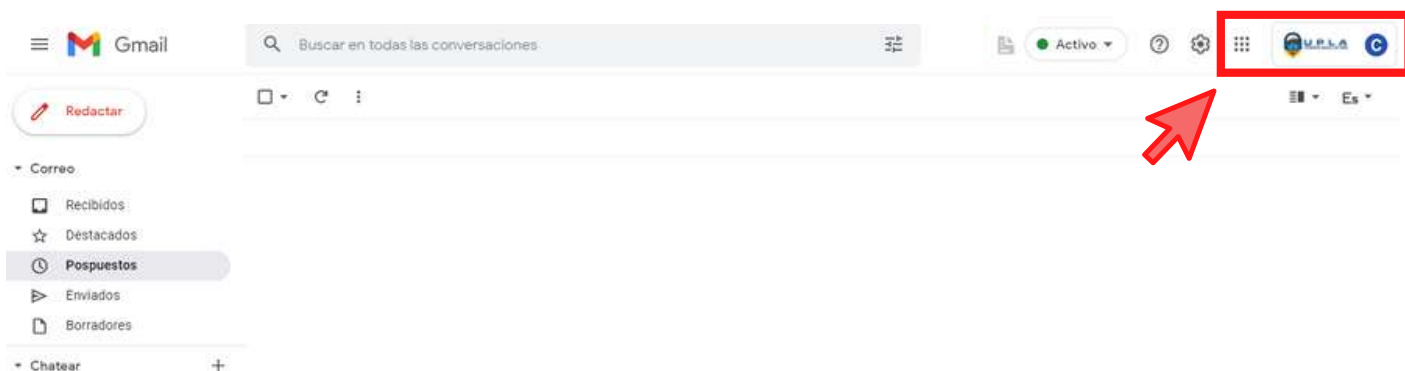 Gmail
Buscar en todas las conversaciones
Activo
U.P.L.A
C
Redactar
Es
Correo
Recibidos
Destacados
Pospuestos
Enviados
Borradores
Chatear